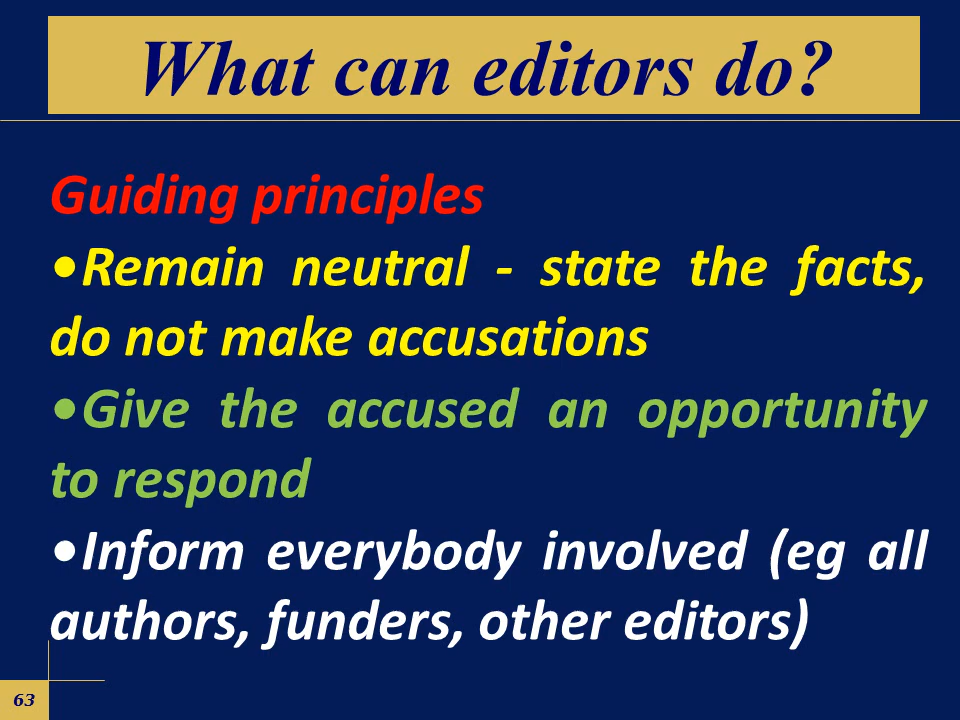 What can editors do?
Guiding principles
•Remain neutral - state the facts,
do not make accusations
•Give the accused an opportunity
to respond
•Inform everybody involved (eg all
authors, funders, other editors)
63